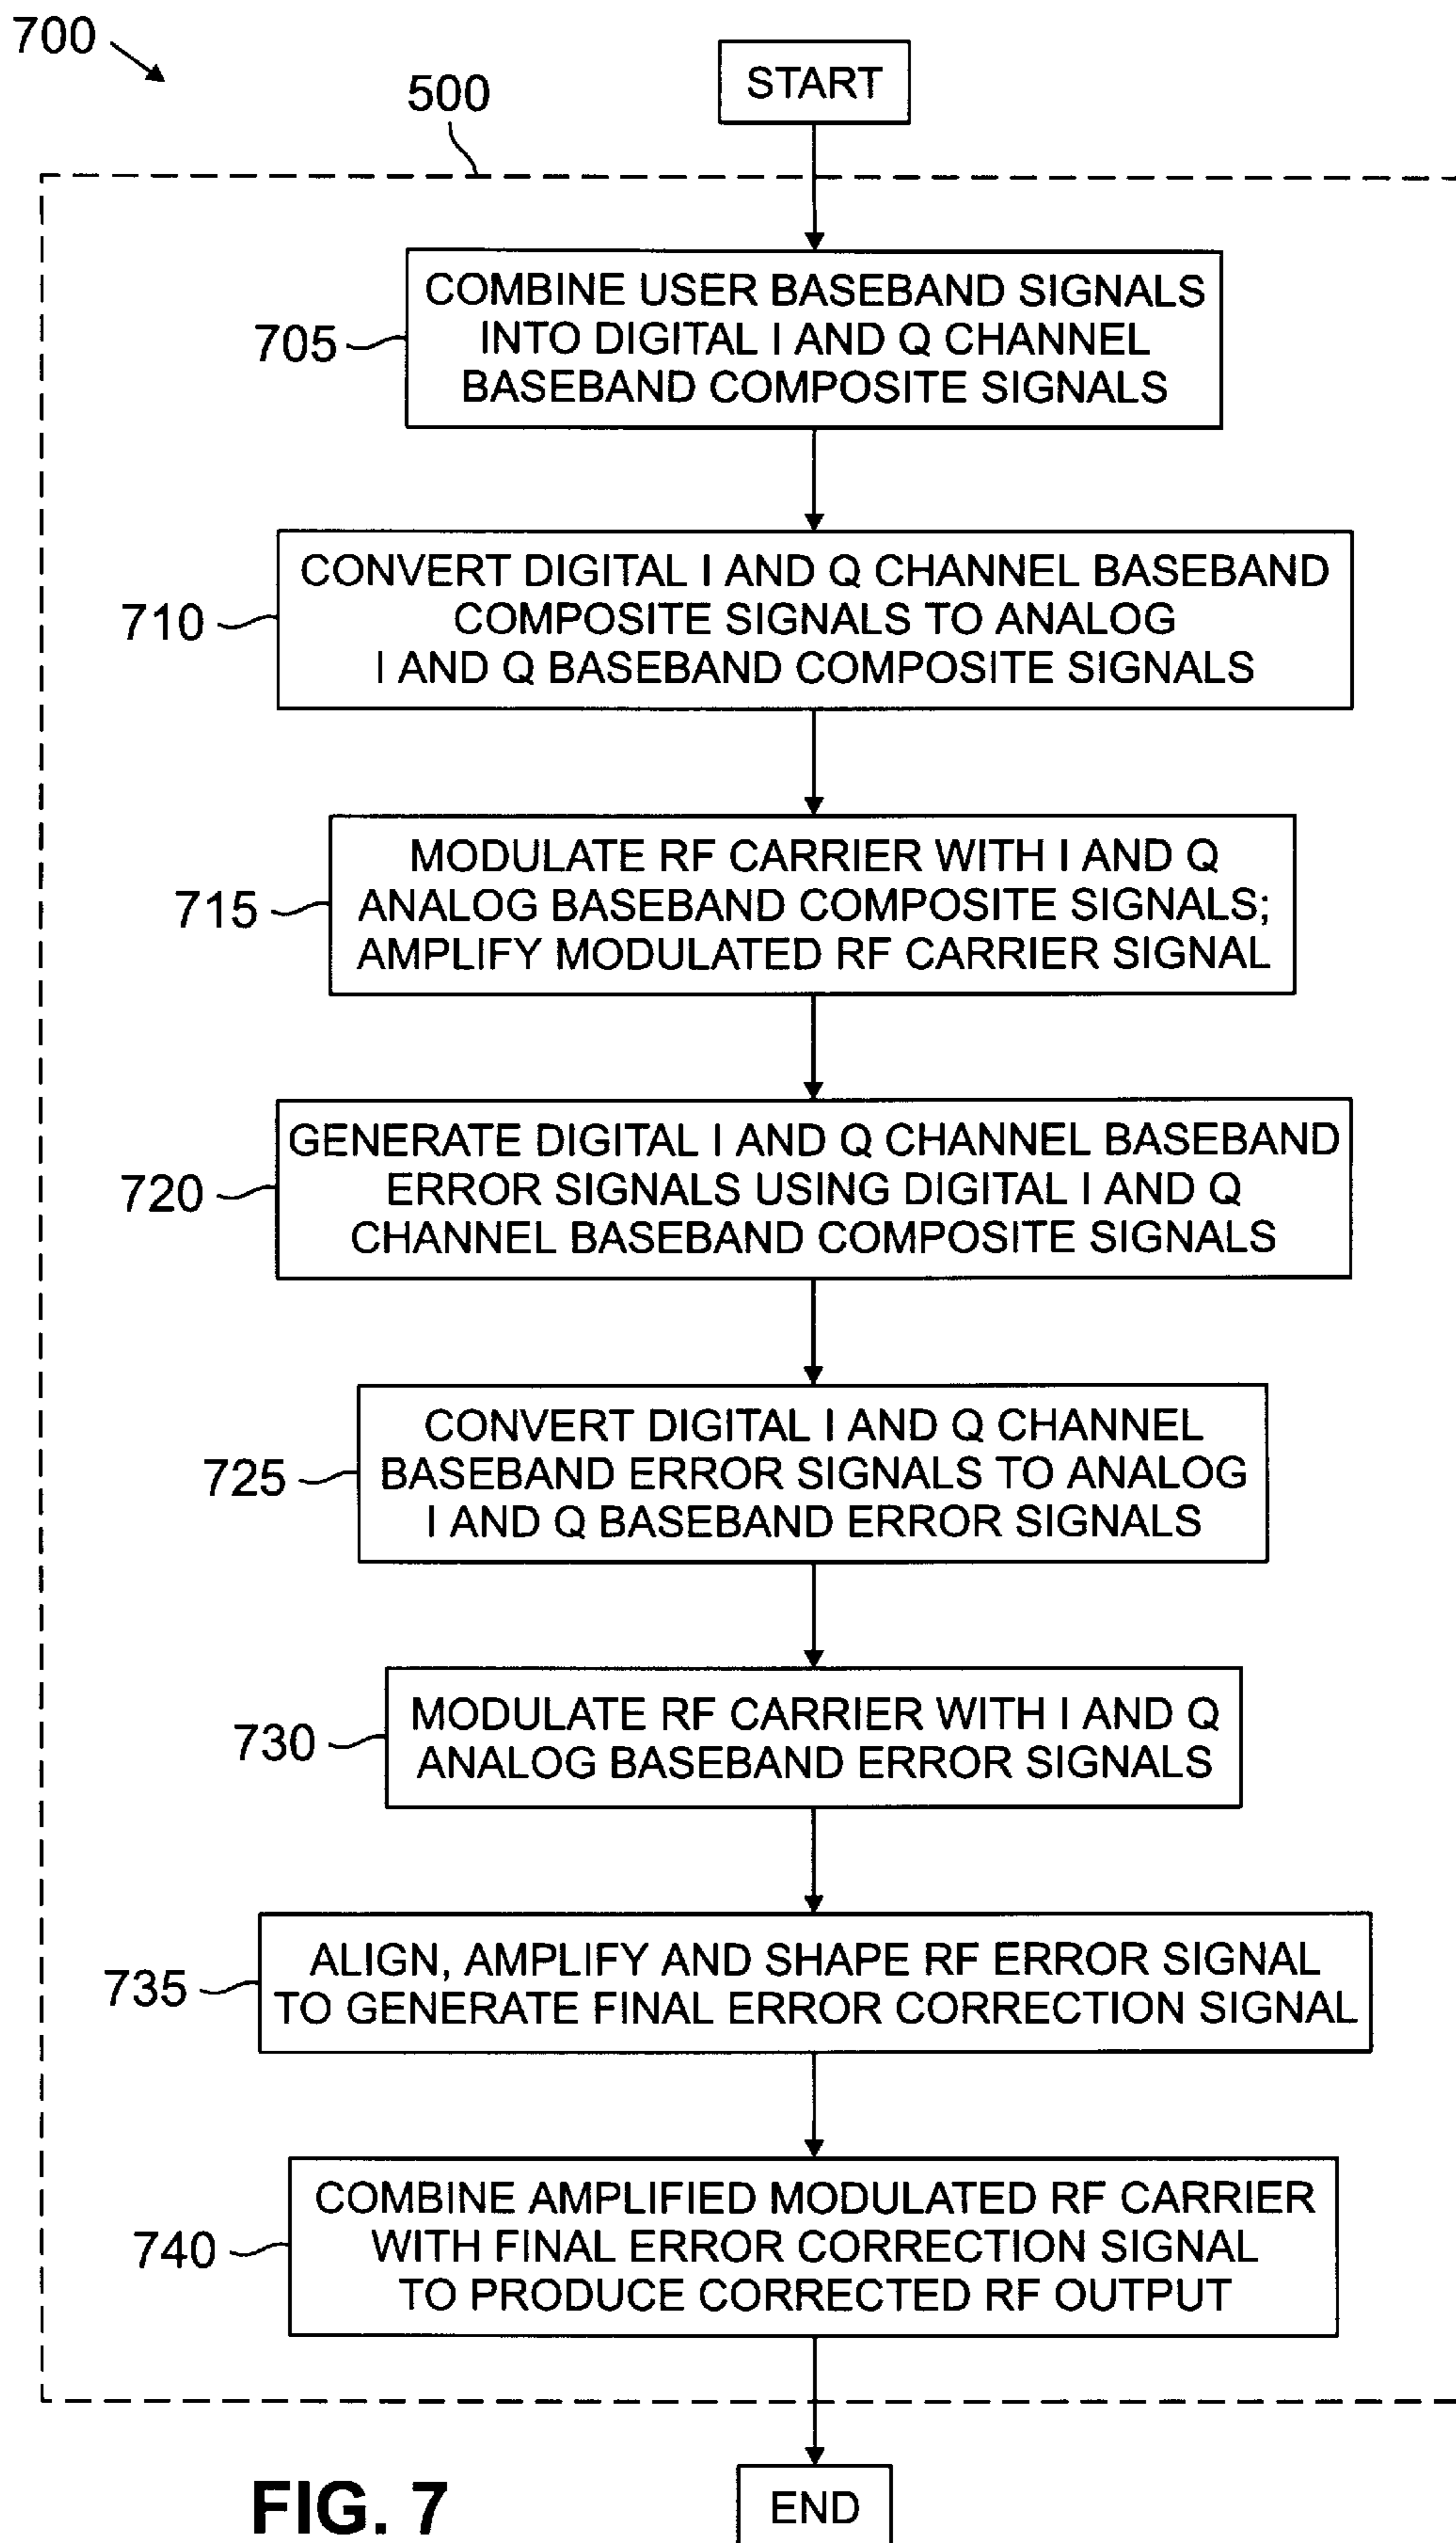 700
START
500
COMBINE USER BASEBAND SIGNALS
INTO DIGITAL I AND Q CHANNEL
BASEBAND COMPOSITE SIGNALS
705
CONVERT DIGITAL I AND Q CHANNEL BASEBAND
COMPOSITE SIGNALS TO ANALOG
I AND Q BASEBAND COMPOSITE SIGNALS
710
MODULATE RF CARRIER WITH I AND Q
ANALOG BASEBAND COMPOSITE SIGNALS;
AMPLIFY MODULATED RF CARRIER SIGNAL
715
GENERATE DIGITAL I AND Q CHANNEL BASEBAND
ERROR SIGNALS USING DIGITAL I AND Q
CHANNEL BASEBAND COMPOSITE SIGNALS
720
CONVERT DIGITAL I AND Q CHANNEL
BASEBAND ERROR SIGNALS TO ANALOG
I AND Q BASEBAND ERROR SIGNALS
725
MODULATE RF CARRIER WITH I AND Q
ANALOG BASEBAND ERROR SIGNALS
730
ALIGN, AMPLIFY AND SHAPE RF ERROR SIGNAL
TO GENERATE FINAL ERROR CORRECTION SIGNAL
735
COMBINE AMPLIFIED MODULATED RF CARRIER
WITH FINAL ERROR CORRECTION SIGNAL
TO PRODUCE CORRECTED RF OUTPUT
740
FIG. 7
END